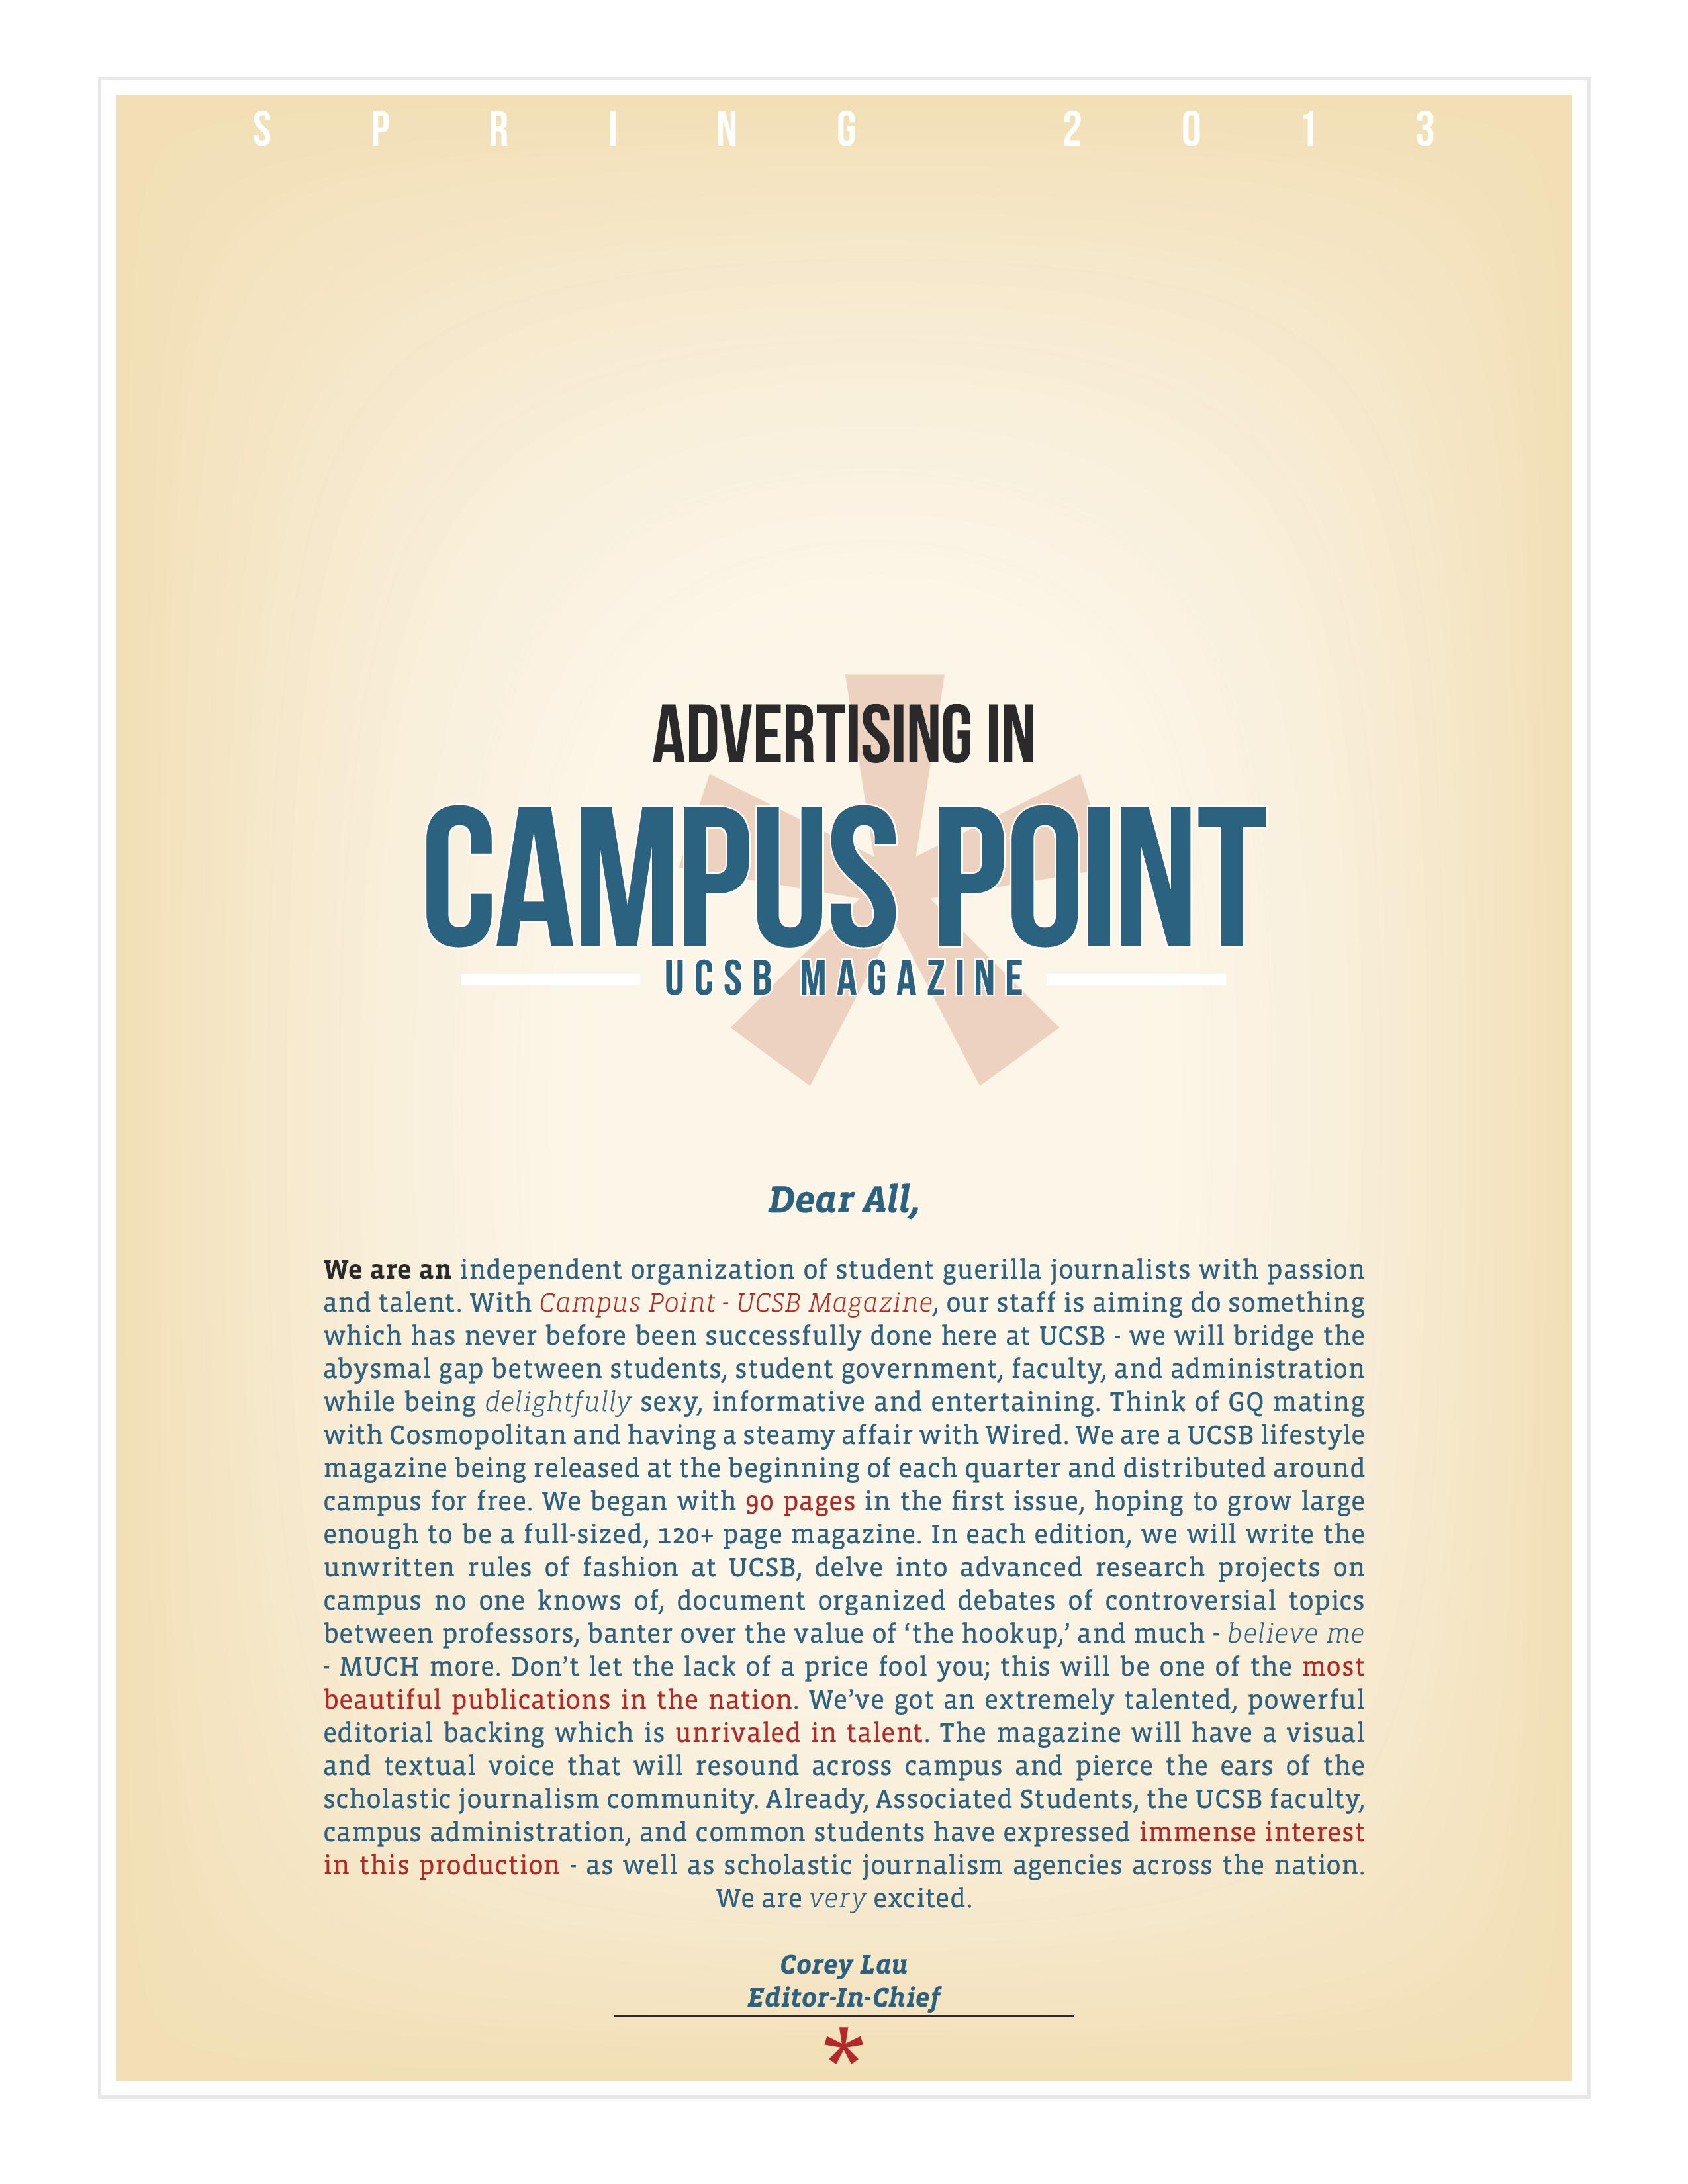 SPRING 2013
ADVERTISING IN
CAMPUS POINT
UCSB MAGAZINE
Dear All,
We are an independent organization of student guerilla journalists with passion
and talent. With Campus Point - UCSB Magazine, our staff is aiming do something
which has never before been successfully done here at UCSB - we will bridge the
abysmal gap between students, student government, faculty, and administration
while being delightfully sexy, informative and entertaining. Think of GQ mating
with Cosmopolitan and having a steamy affair with Wired. We are a UCSB lifestyle
magazine being released at the beginning of each quarter and distributed around
campus for free. We began with 90 pages in the first issue, hoping to grow large
enough to be a full-sized, 120+ page magazine. In each edition, we will write the
unwritten rules of fashion at UCSB, delve into advanced research projects on
campus no one knows of, document organized debates of controversial topics
between professors, banter over the value of ‘the hookup,’ and much - believe me
- MUCH more. Don’t let the lack of a price fool you; this will be one of the most
beautiful publications in the nation. We’ve got an extremely talented, powerful
editorial backing which is unrivaled in talent. The magazine will have a visual
and textual voice that will resound across campus and pierce the ears of the
scholastic journalism community. Already, Associated Students, the UCSB faculty,
campus administration, and common students have expressed immense interest
in this production - as well as scholastic journalism agencies across the nation.
We are very excited.
Corey Lau
Editor-In-Chief
*